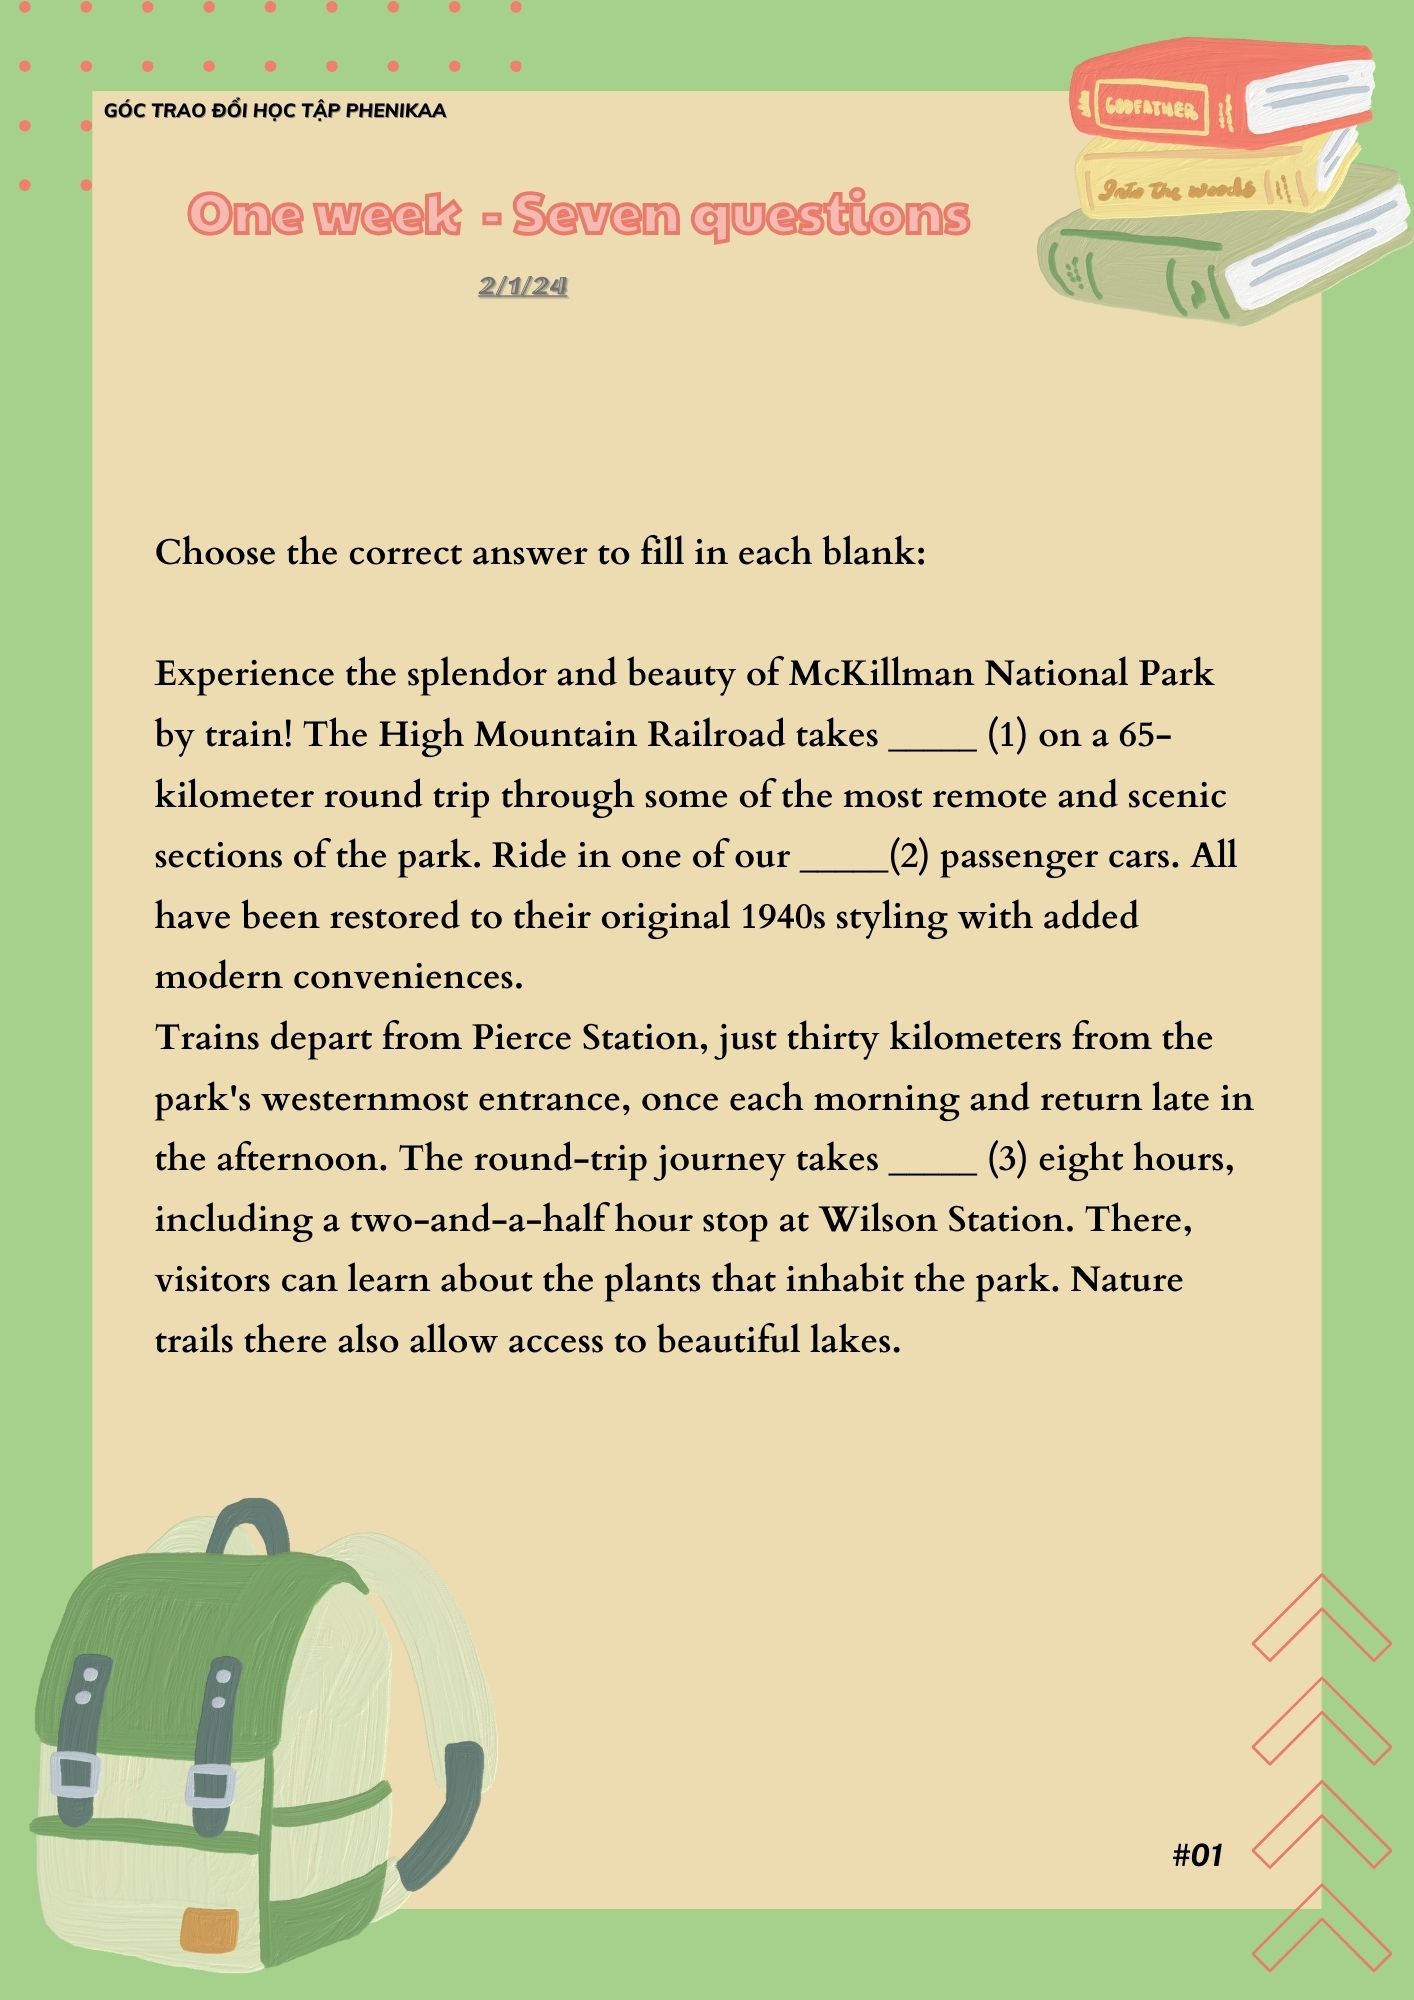 GÓC TRAO ĐỔI HỌC TẬP PHENIKAA
GODFATHER
Into the woods
One week - Seven questions
2/1/24
Choose the correct answer to fill in each blank:
Experience the splendor and beauty of McKillman National Park
by train! The High Mountain Railroad takes _____ (1) on a 65-
kilometer round trip through some of the most remote and scenic
sections of the park. Ride in one of our _____(2) passenger cars. All
have been restored to their original 1940s styling with added
modern conveniences.
Trains depart from Pierce Station, just thirty kilometers from the
park's westernmost entrance, once each morning and return late in
the afternoon. The round-trip journey takes _____ (3) eight hours,
including a two-and-a-half hour stop at Wilson Station. There,
visitors can learn about the plants that inhabit the park. Nature
trails there also allow access to beautiful lakes.
#01